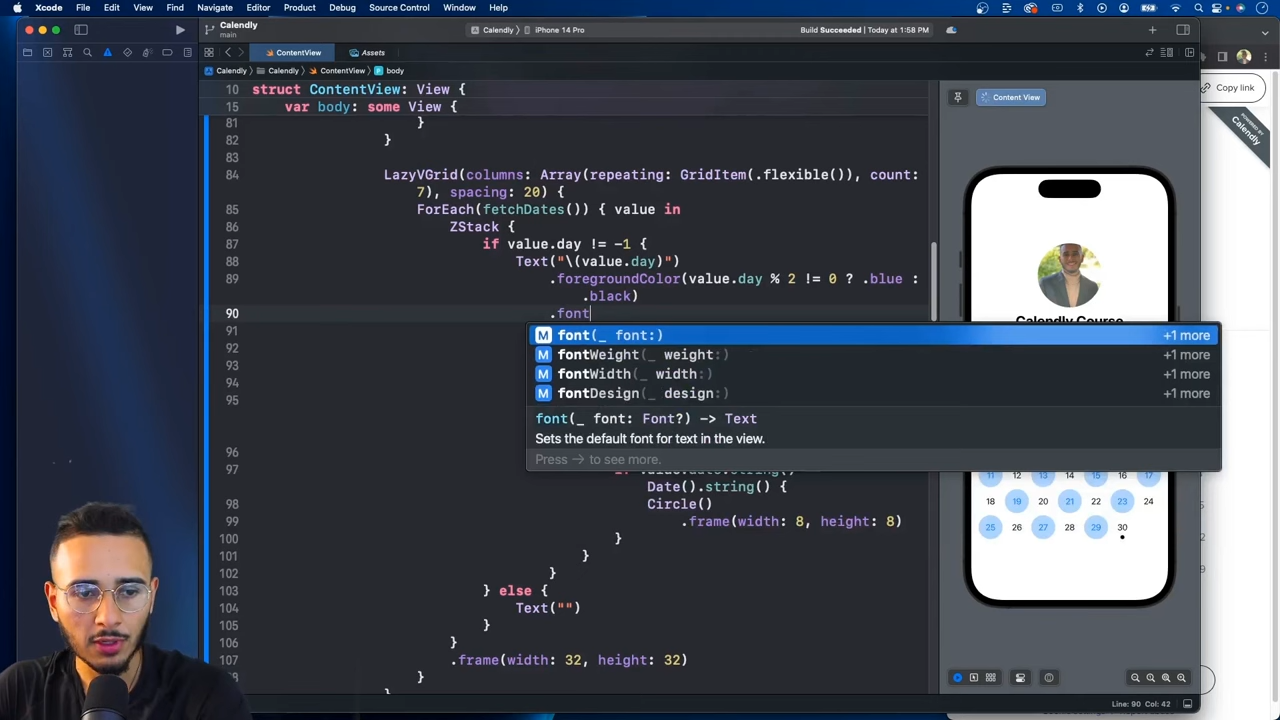 Xcode File Edit View Find Navigate Editor Product Debug Source Control Window Help
Calendly
main
Calendly
iPhone 14 Pro
Build Succeeded | Today at 1:58 PM
ContentView
Assets
Calendly
Calendly
ContentView
body
Content View
Copy link
POWERED BY
Calendly
10 struct ContentView: View {
15 var body: some View {
81 }
82 }
83
84 LazyVGrid(columns: Array(repeating: GridItem(.flexible()), count:
7), spacing: 20) {
85 ForEach(fetchDates()) { value in
86 ZStack {
87 if value.day != -1 {
88 Text("\(value.day)")
89 .foregroundColor(value.day % 2 != 0 ? .blue :
.black)
90 .font
91
92
93
94
95
M font(_ font:) +1 more
M fontWeight(_ weight:) +1 more
M fontWidth(_ width:) +1 more
M fontDesign(_ design:) +1 more
font(_ font: Font?) -> Text
Sets the default font for text in the view.
Press → to see more.
96
97
Date().string() {
98 Circle()
99 .frame(width: 8, height: 8)
100 }
101 }
102 }
103 } else {
104 Text("")
105 }
106 }
107 .frame(width: 32, height: 32)
}
11 12 13 14 15 16 17
18 19 20 21 22 23 24
25 26 27 28 29 30
Line: 90 Col: 42